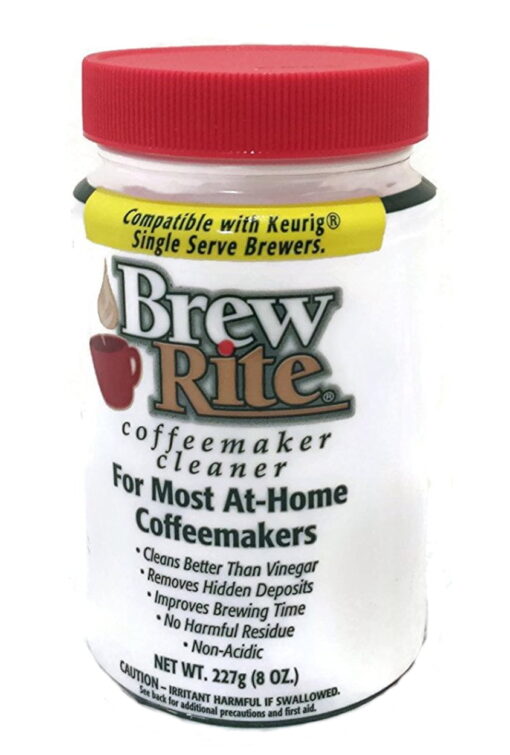 Compatible with Keurig®
Single Serve Brewers.
Brew
Rite®
coffeemaker
cleaner
For Most At-Home
Coffeemakers
• Cleans Better Than Vinegar
• Removes Hidden Deposits
• Improves Brewing Time
• No Harmful Residue
• Non-Acidic
NET WT. 227g (8 OZ.)
CAUTION – IRRITANT HARMFUL IF SWALLOWED.
See back for additional precautions and first aid.